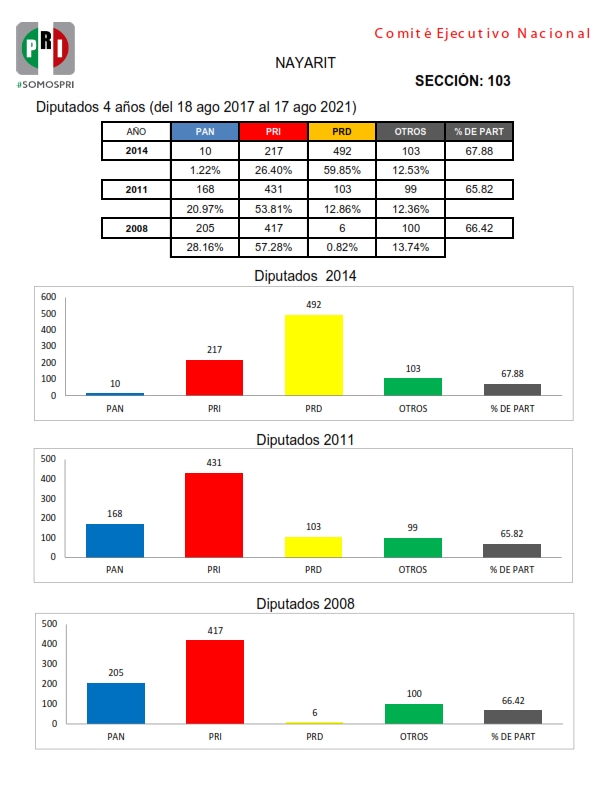 Comité Ejecutivo Nacional
PRI
#SOMOSPRI
NAYARIT
SECCIÓN: 103
Diputados 4 años (del 18 ago 2017 al 17 ago 2021)
AÑO PAN PRI PRD OTROS % DE PART
2014 10 217 492 103 67.88
1.22% 26.40% 59.85% 12.53%
2011 168 431 103 99 65.82
20.97% 53.81% 12.86% 12.36%
2008 205 417 6 100 66.42
28.16% 57.28% 0.82% 13.74%
Diputados 2014
600
500
400
300
200
100
0
10 217 492 103 67.88
PAN PRI PRD OTROS % DE PART
Diputados 2011
500
400
300
200
100
0
168 431 103 99 65.82
PAN PRI PRD OTROS % DE PART
Diputados 2008
500
400
300
200
100
0
205 417 6 100 66.42
PAN PRI PRD OTROS % DE PART